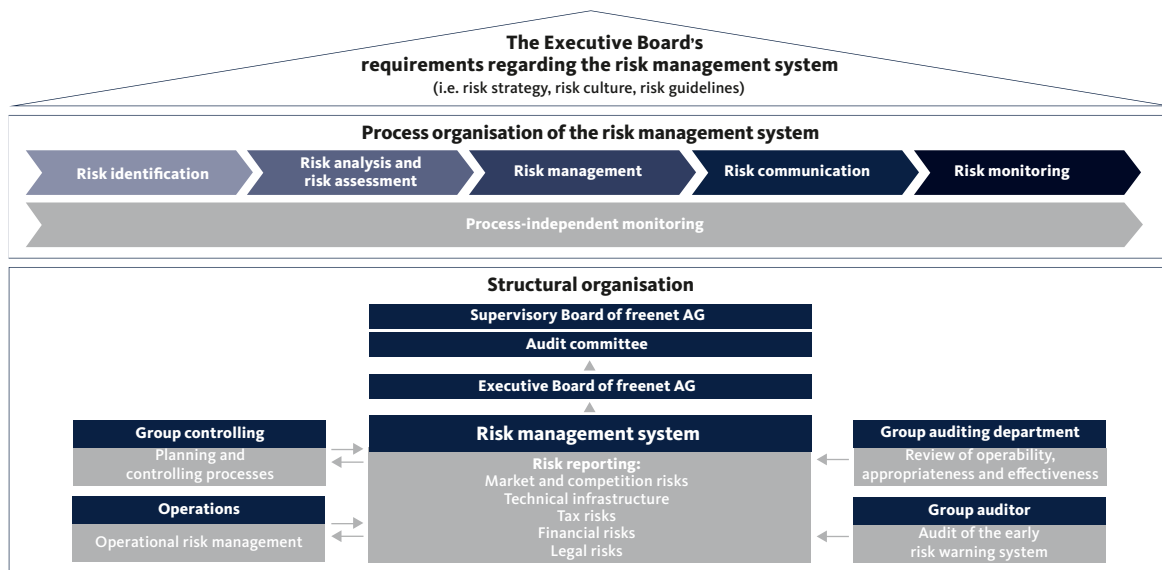 The Executive Board's
requirements regarding the risk management system
(i.e. risk strategy, risk culture, risk guidelines)
Process organisation of the risk management system
Risk identification
Risk analysis and
risk assessment
Risk management
Risk communication
Risk monitoring
Process-independent monitoring
Structural organisation
Supervisory Board of freenet AG
Audit committee
Executive Board of freenet AG
Group controlling
Planning and
controlling processes
Operations
Operational risk management
Risk management system
Risk reporting:
Market and competition risks
Technical infrastructure
Tax risks
Financial risks
Legal risks
Group auditing department
Review of operability,
appropriateness and effectiveness
Group auditor
Audit of the early
risk warning system